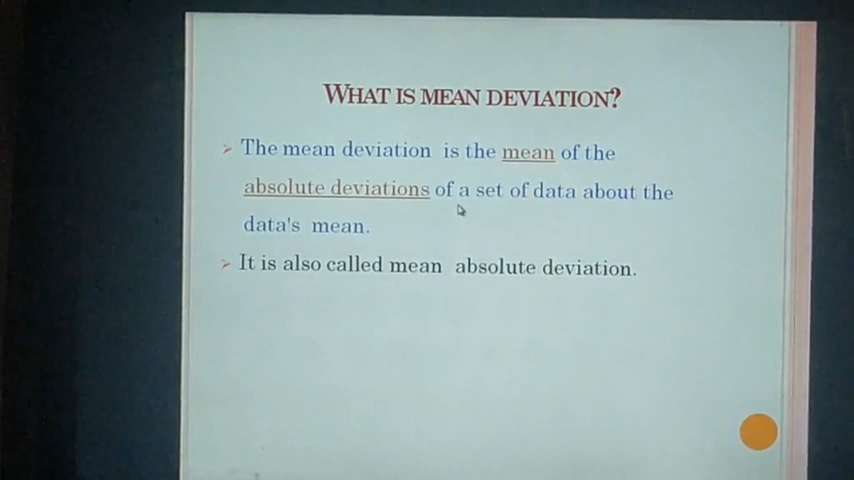 WHAT IS MEAN DEVIATION?
The mean deviation is the mean of the
absolute deviations of a set of data about the
data's mean.
It is also called mean absolute deviation.